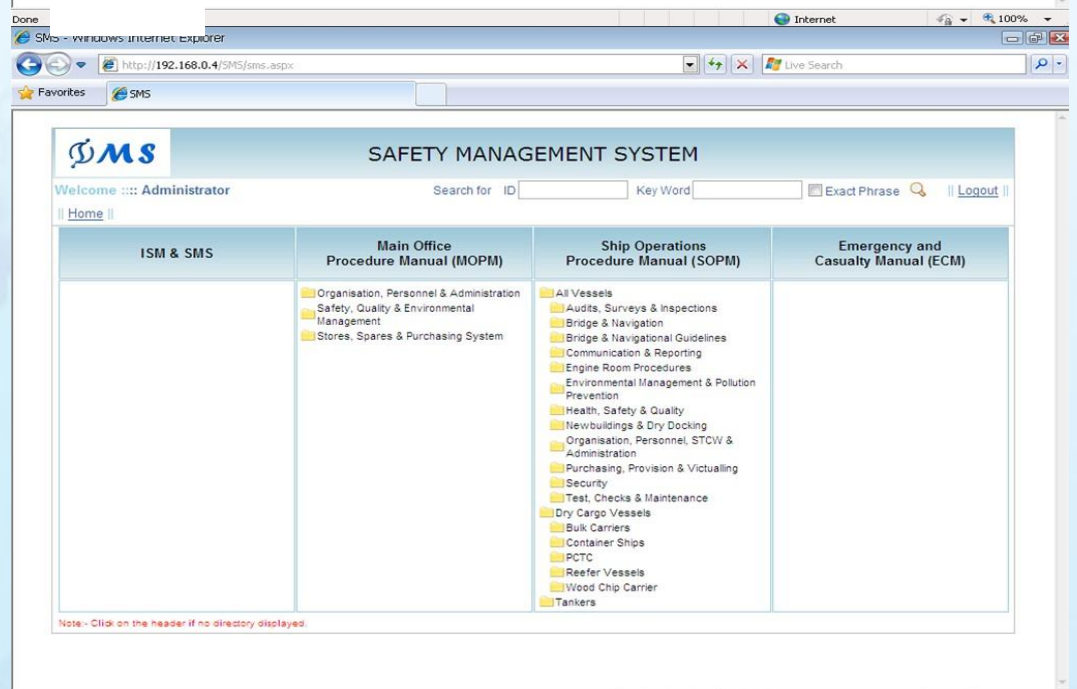 Done
Internet
100%
SMS - Windows Internet Explorer
http://192.168.0.4/SMS/sms.aspx
Live Search
Favorites
SMS
SMS
SAFETY MANAGEMENT SYSTEM
Welcome :::: Administrator
Search for ID
Key Word
Exact Phrase
|| Logout ||
|| Home ||
ISM & SMS
Main Office
Procedure Manual (MOPM)
Ship Operations
Procedure Manual (SOPM)
Emergency and
Casualty Manual (ECM)
Organisation, Personnel & Administration
Safety, Quality & Environmental
Management
Stores, Spares & Purchasing System
All Vessels
Audits, Surveys & Inspections
Bridge & Navigation
Bridge & Navigational Guidelines
Communication & Reporting
Engine Room Procedures
Environmental Management & Pollution
Prevention
Health, Safety & Quality
Newbuildings & Dry Docking
Organisation, Personnel, STCW &
Administration
Purchasing, Provision & Victualling
Security
Test, Checks & Maintenance
Dry Cargo Vessels
Bulk Carriers
Container Ships
PCTC
Reefer Vessels
Wood Chip Carrier
Tankers
Note:- Click on the header if no directory displayed.